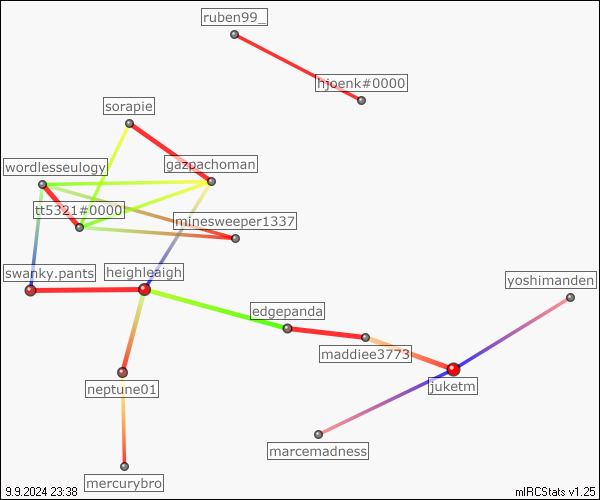 ruben99_
hjoenk#0000
sorapie
wordlesseulogy
gazpachoman
tt5321#0000
minesweeper1337
swanky.pants
heighleaigh
yoshimanden
edgepanda
maddiee3773
neptune01
juketm
marcemadness
mercurybro
9.9.2024 23:38
mIRCStats v1.25